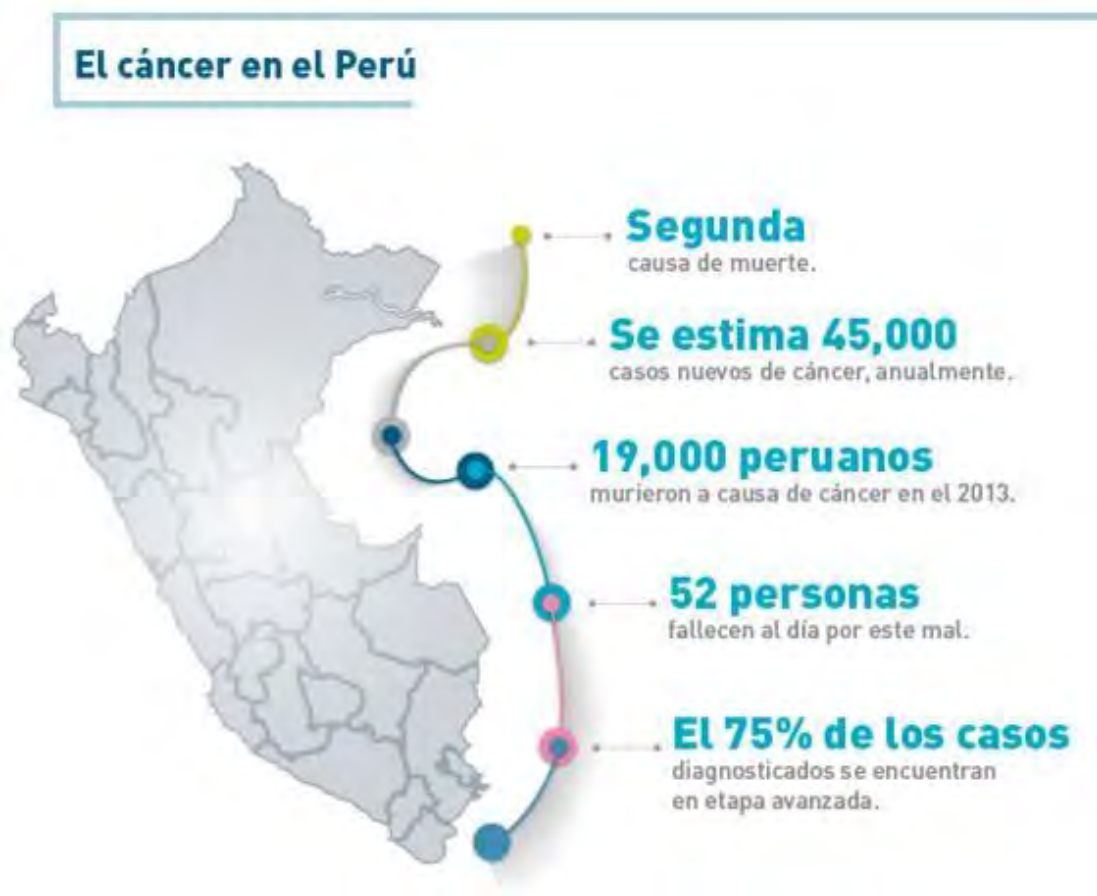 El cáncer en el Perú
Segunda
causa de muerte.
Se estima 45,000
casos nuevos de cáncer, anualmente.
19,000 peruanos
murieron a causa de cáncer en el 2013.
52 personas
fallecen al día por este mal.
El 75% de los casos
diagnosticados se encuentran
en etapa avanzada.